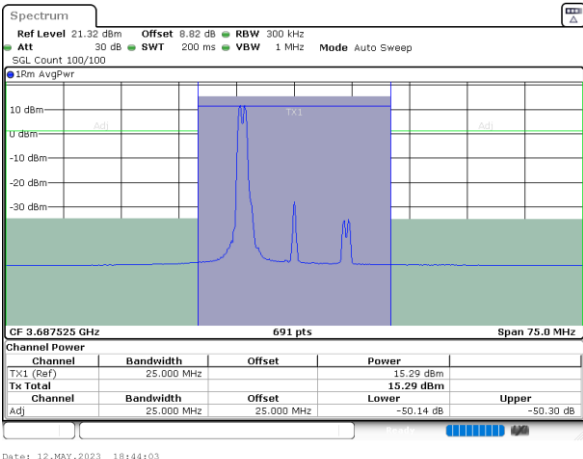 Spectrum
Ref Level 21.32 dBm Offset 8.82 dB RBW 300 kHz
Att 30 dB SWT 200 ms VBW 1 MHz Mode Auto Sweep
SGL Count 100/100
1Rm AvgPwr
10 dBm
TX1
Adj
Adj
0 dBm
-10 dBm
-20 dBm
-30 dBm
CF 3.687525 GHz 691 pts Span 75.0 MHz
Channel Power
Channel Bandwidth Offset Power
TX1 (Ref) 25.000 MHz 15.29 dBm
Tx Total 15.29 dBm
Channel Bandwidth Offset Lower Upper
Adj 25.000 MHz 25.000 MHz -50.14 dB -50.30 dB
Date: 12.MAY.2023 18:44:03